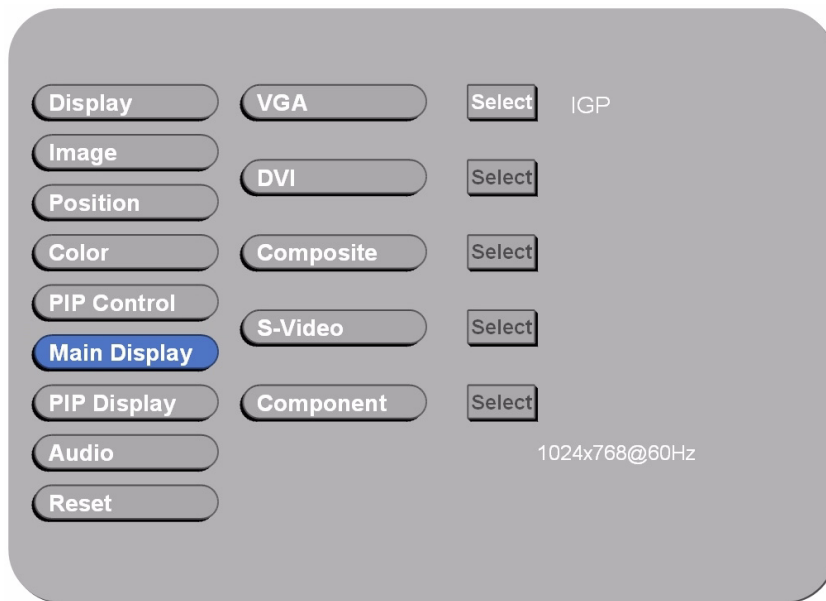 Display
Image
Position
Color
PIP Control
Main Display
PIP Display
Audio
Reset
VGA Select IGP
DVI Select
Composite Select
S-Video Select
Component Select
1024x768@60Hz